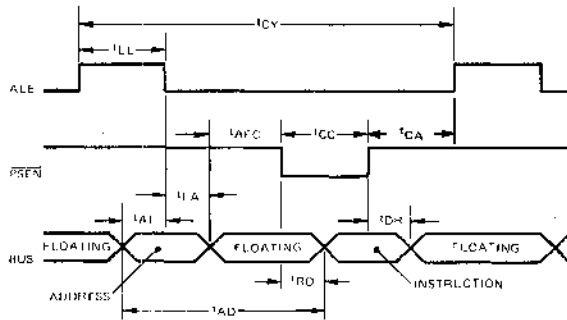 tCY
tLL
ALE
tAFC
tCC
tCA
PSEN
tLA
tAL
tDR
FLOATING
FLOATING
FLOATING
BUS
tRD
ADDRESS
INSTRUCTION
tAD